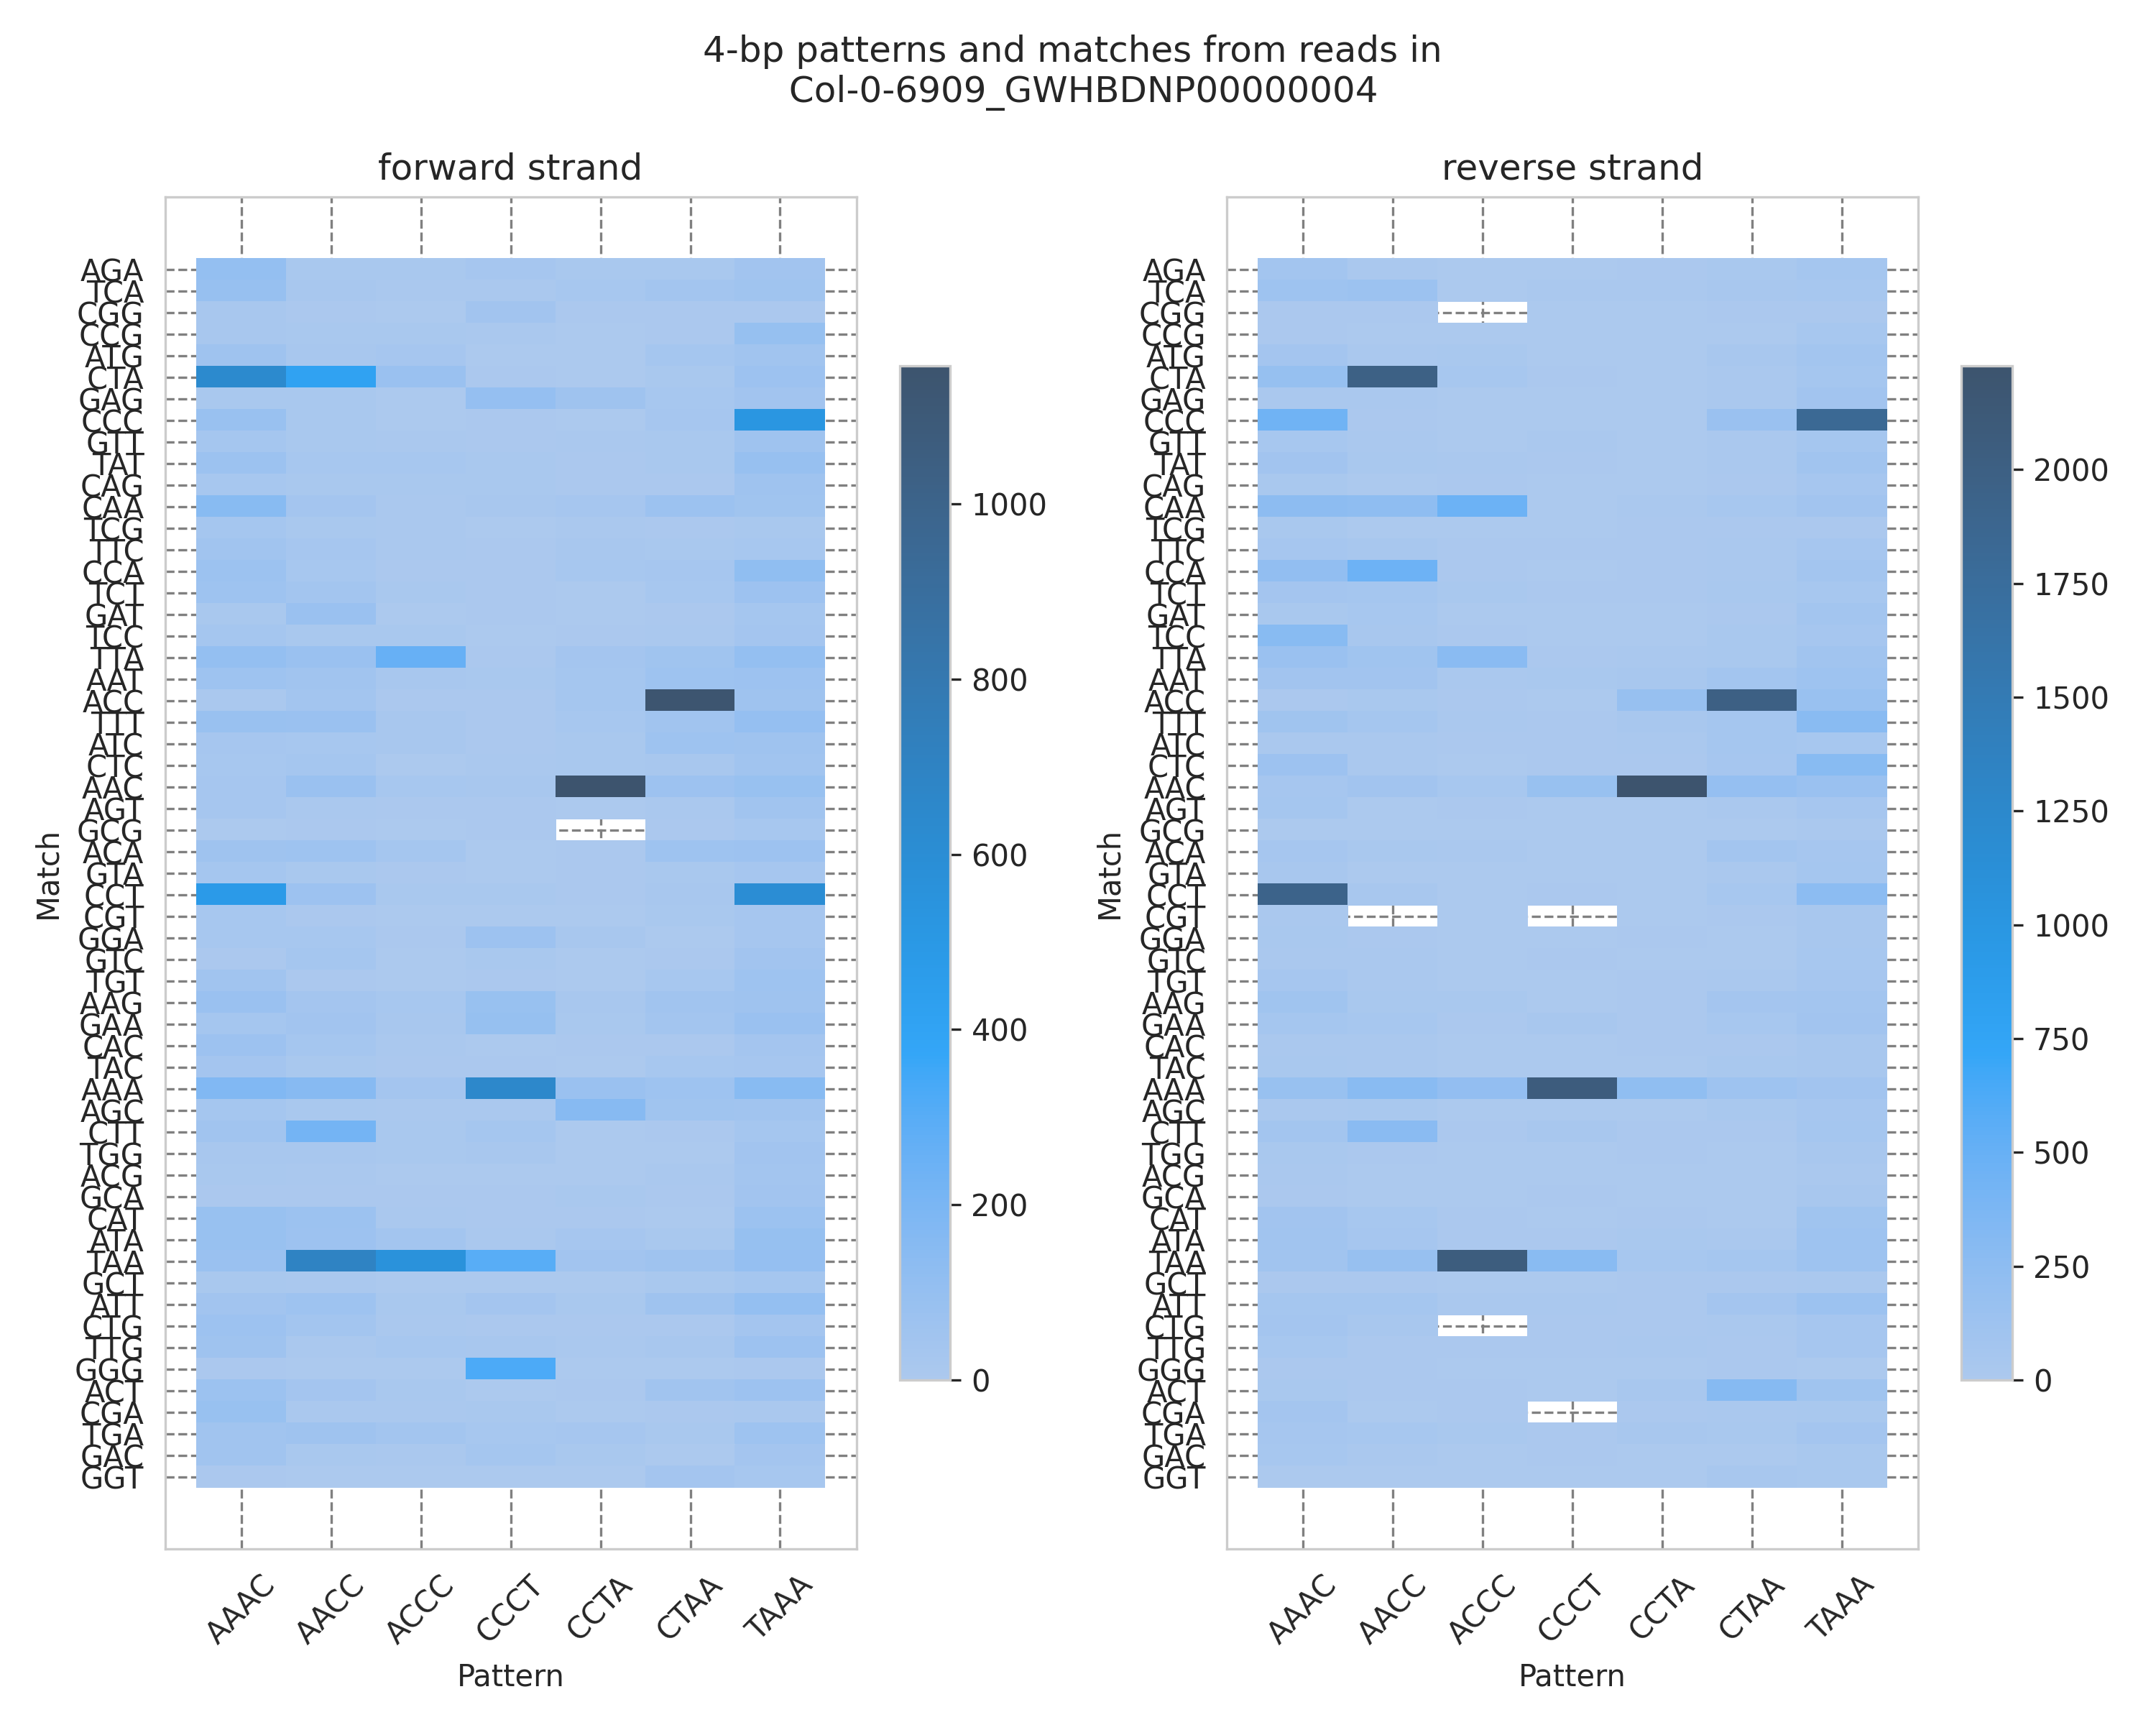 4-bp patterns and matches from reads in
Col-0-6909_GWHBDNP00000004
forward strand
AGA
TCA
CGG
CCG
ATG
CTA
GAG
CCC
GTT
TAT
CAG
CAA
TCG
TTC
CCA
TCT
GAT
TCC
TTA
AAT
ACC
TTT
ATC
CTC
AAC
AGT
GCG
ACA
GTA
CCT
CGT
GGA
GTC
TGT
AAG
GAA
CAC
TAC
AAA
AGC
CTT
TGG
ACG
GCA
CAT
ATA
TAA
GCT
ATT
CTG
TTG
GGG
ACT
CGA
TGA
GAC
GGT
Match
AAAC
AACC
ACCC
CCCT
CCTA
CTAA
TAAA
Pattern
1000
800
600
400
200
0
reverse strand
AGA
TCA
CGG
CCG
ATG
CTA
GAG
CCC
GTT
TAT
CAG
CAA
TCG
TTC
CCA
TCT
GAT
TCC
TTA
AAT
ACC
TTT
ATC
CTC
AAC
AGT
GCG
ACA
GTA
CCT
CGT
GGA
GTC
TGT
AAG
GAA
CAC
TAC
AAA
AGC
CTT
TGG
ACG
GCA
CAT
ATA
TAA
GCT
ATT
CTG
TTG
GGG
ACT
CGA
TGA
GAC
GGT
Match
AAAC
AACC
ACCC
CCCT
CCTA
CTAA
TAAA
Pattern
2000
1750
1500
1250
1000
750
500
250
0